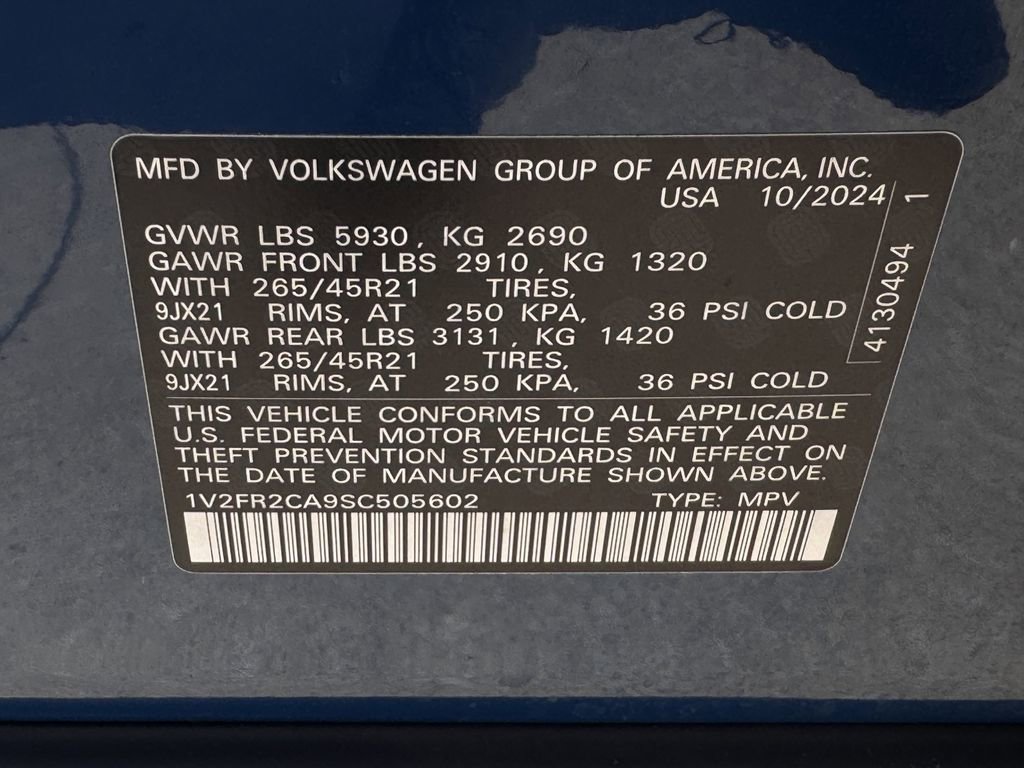 MFD BY VOLKSWAGEN GROUP OF AMERICA, INC.
USA 10/2024
GVWR LBS 5930, KG 2690
GAWR FRONT LBS 2910, KG 1320
WITH 265/45R21 TIRES,
9JX21 RIMS, AT 250 KPA, 36 PSI COLD
GAWR REAR LBS 3131, KG 1420
WITH 265/45R21 TIRES,
9JX21 RIMS, AT 250 KPA, 36 PSI COLD
4130494 1
THIS VEHICLE CONFORMS TO ALL APPLICABLE
U.S. FEDERAL MOTOR VEHICLE SAFETY AND
THEFT PREVENTION STANDARDS IN EFFECT ON
THE DATE OF MANUFACTURE SHOWN ABOVE.
1V2FR2CA9SC505602 TYPE: MPV